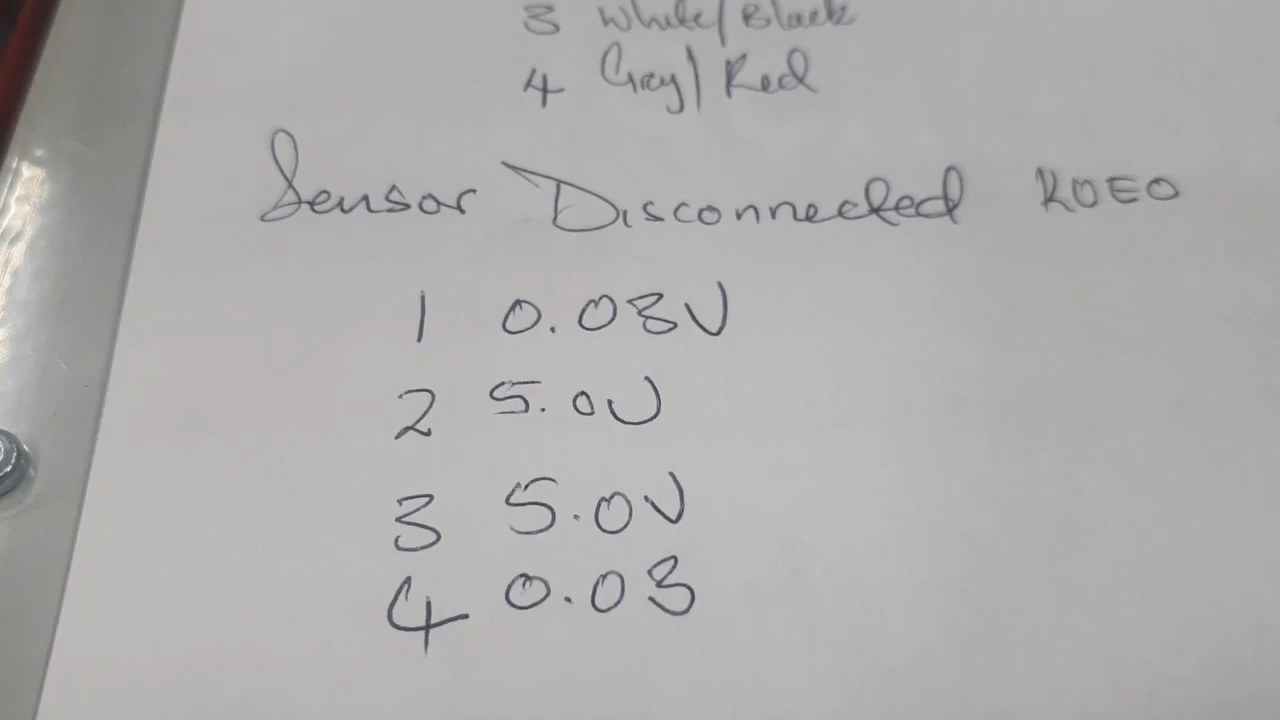 3 White/Black
4 Grey/Red
Sensor Disconnected KOEO
1 0.03V
2 5.0V
3 5.0V
4 0.03